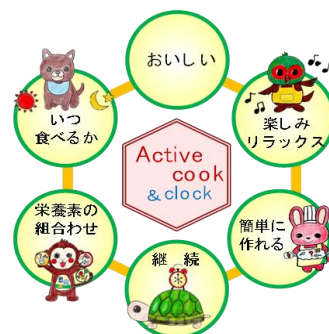 おいしい
楽しみ
リラックス
簡単に
作れる
継続
栄養素の
組合わせ
いつ
食べるか
Active
cook
&clock